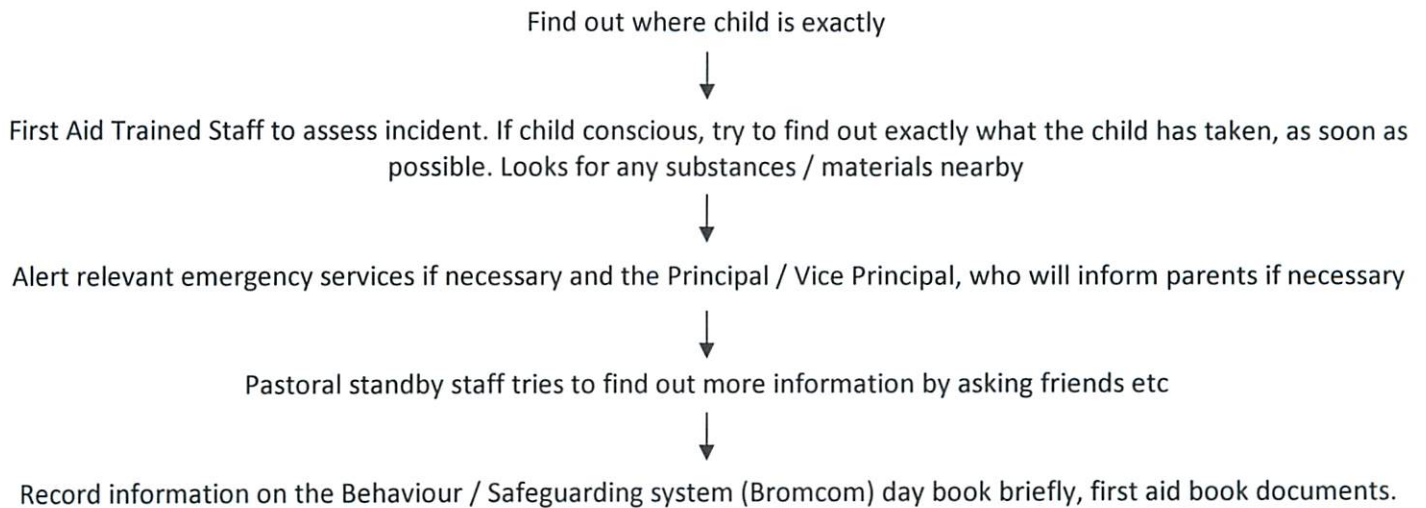 Find out where child is exactly
First Aid Trained Staff to assess incident. If child conscious, try to find out exactly what the child has taken, as soon as
possible. Looks for any substances / materials nearby
Alert relevant emergency services if necessary and the Principal / Vice Principal, who will inform parents if necessary
Pastoral standby staff tries to find out more information by asking friends etc
Record information on the Behaviour / Safeguarding system (Bromcom) day book briefly, first aid book documents.